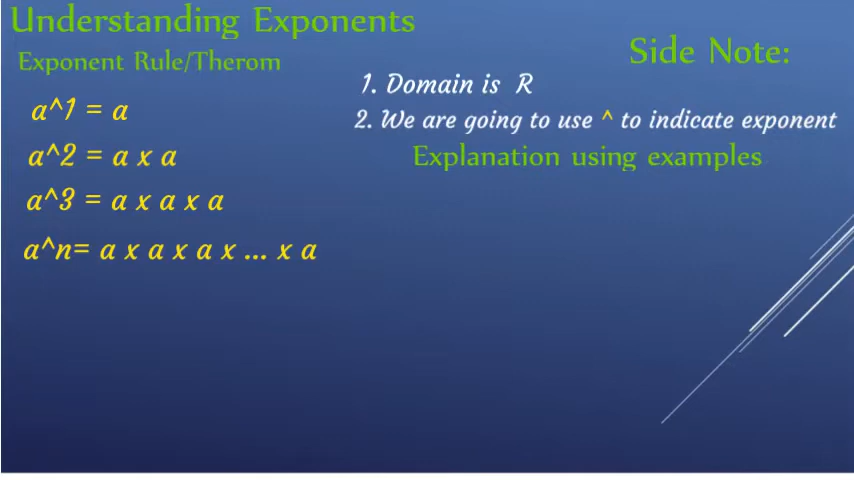 Understanding Exponents
Exponent Rule/Therom
a^1 = a
a^2 = a x a
a^3 = a x a x a
a^n= a x a x a x ... x a
Side Note:
1. Domain is R
2. We are going to use ^ to indicate exponent
Explanation using examples